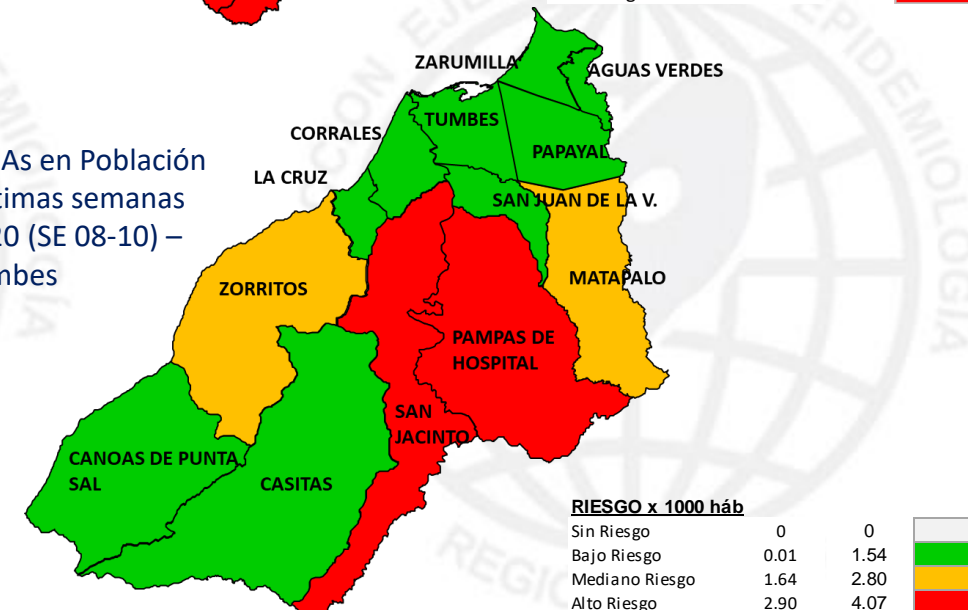 ZARUMILLA
AGUAS VERDES
TUMBES
CORRALES
PAPAYAL
As en Población
timas semanas
20 (SE 08-10) –
mbes
LA CRUZ
SAN JUAN DE LA V.
MATAPALO
ZORRITOS
PAMPAS DE
HOSPITAL
SAN
JACINTO
CANOAS DE PUNTA
SAL
CASITAS
RIESGO x 1000 háb
Sin Riesgo 0 0
Bajo Riesgo 0.01 1.54
Mediano Riesgo 1.64 2.80
Alto Riesgo 2.90 4.07